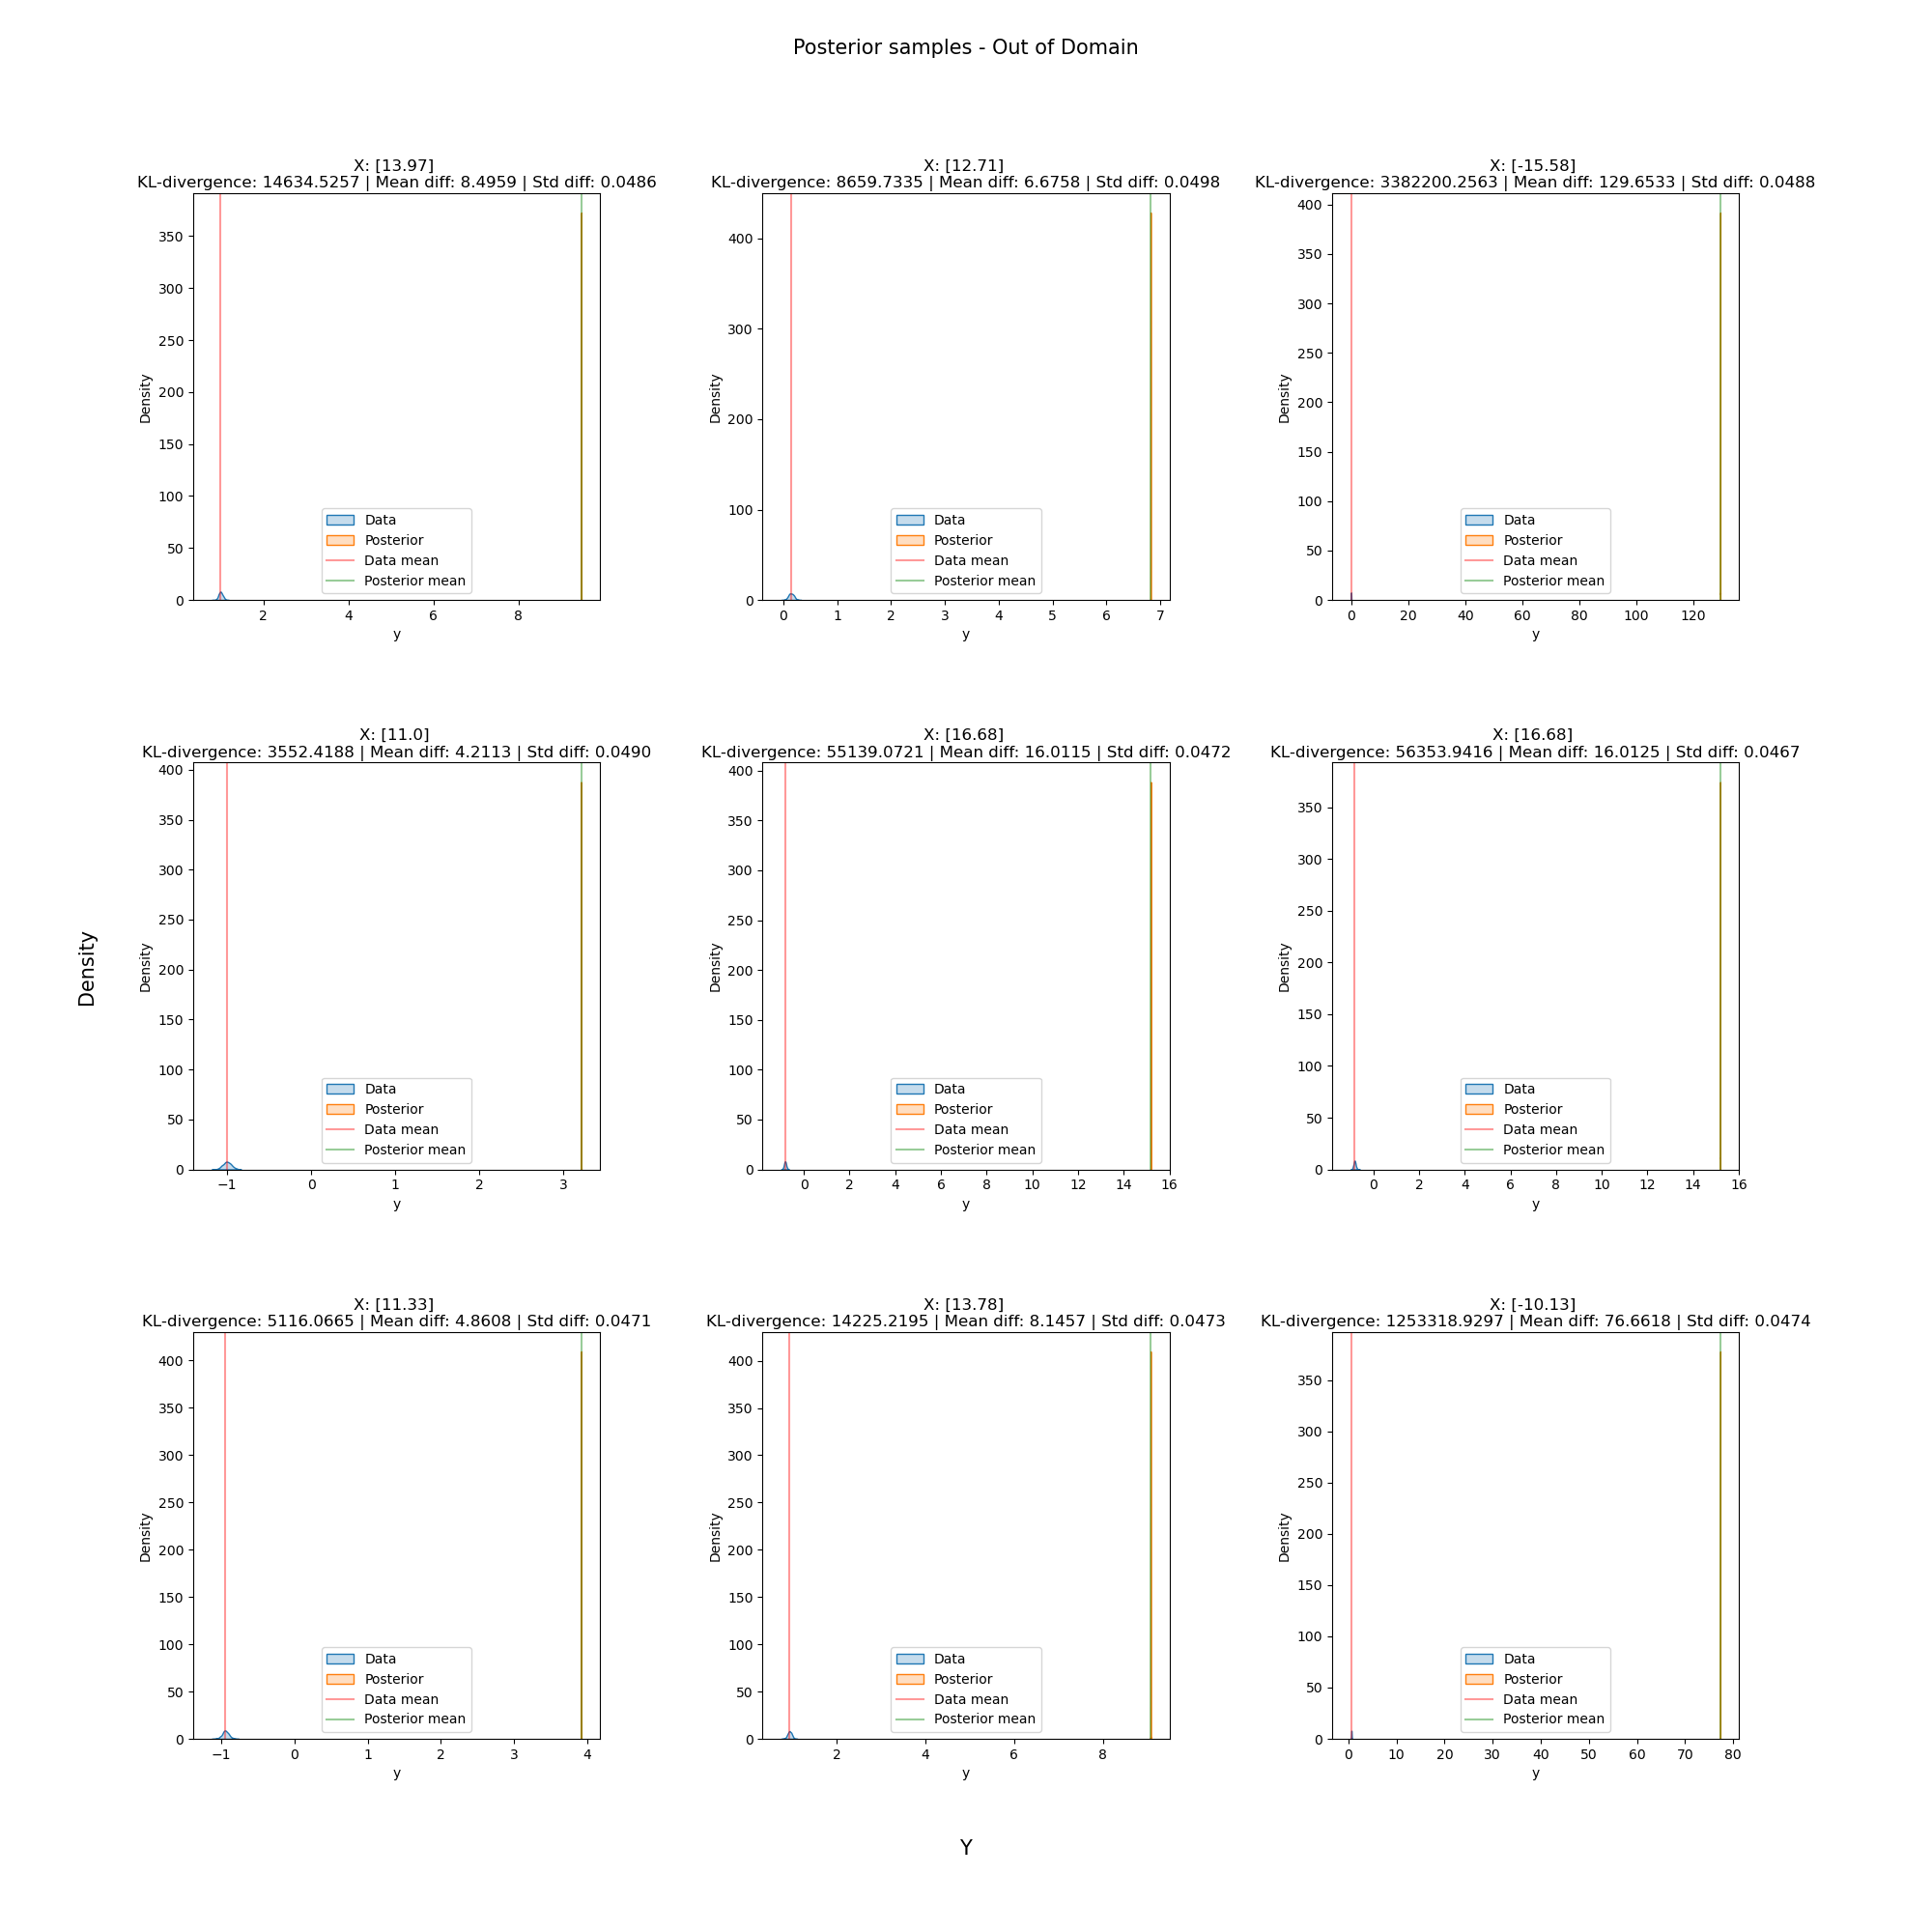 Posterior samples - Out of Domain
X: [13.97]
KL-divergence: 14634.5257 | Mean diff: 8.4959 | Std diff: 0.0486
350
300
250
200
150
100
50
0
Density
2
4
6
8
y
Data
Posterior
Data mean
Posterior mean
X: [12.71]
KL-divergence: 8659.7335 | Mean diff: 6.6758 | Std diff: 0.0498
400
300
200
100
0
Density
0
1
2
3
4
5
6
7
y
Data
Posterior
Data mean
Posterior mean
X: [-15.58]
KL-divergence: 3382200.2563 | Mean diff: 129.6533 | Std diff: 0.0488
400
350
300
250
200
150
100
50
0
Density
0
20
40
60
80
100
120
y
Data
Posterior
Data mean
Posterior mean
Density
X: [11.0]
KL-divergence: 3552.4188 | Mean diff: 4.2113 | Std diff: 0.0490
400
350
300
250
200
150
100
50
0
Density
−1
0
1
2
3
y
Data
Posterior
Data mean
Posterior mean
X: [16.68]
KL-divergence: 55139.0721 | Mean diff: 16.0115 | Std diff: 0.0472
400
350
300
250
200
150
100
50
0
Density
0
2
4
6
8
10
12
14
16
y
Data
Posterior
Data mean
Posterior mean
X: [16.68]
KL-divergence: 56353.9416 | Mean diff: 16.0125 | Std diff: 0.0467
350
300
250
200
150
100
50
0
Density
0
2
4
6
8
10
12
14
16
y
Data
Posterior
Data mean
Posterior mean
X: [11.33]
KL-divergence: 5116.0665 | Mean diff: 4.8608 | Std diff: 0.0471
400
350
300
250
200
150
100
50
0
Density
−1
0
1
2
3
4
y
Data
Posterior
Data mean
Posterior mean
X: [13.78]
KL-divergence: 14225.2195 | Mean diff: 8.1457 | Std diff: 0.0473
400
350
300
250
200
150
100
50
0
Density
2
4
6
8
y
Data
Posterior
Data mean
Posterior mean
X: [-10.13]
KL-divergence: 1253318.9297 | Mean diff: 76.6618 | Std diff: 0.0474
350
300
250
200
150
100
50
0
Density
0
10
20
30
40
50
60
70
80
y
Data
Posterior
Data mean
Posterior mean
Y